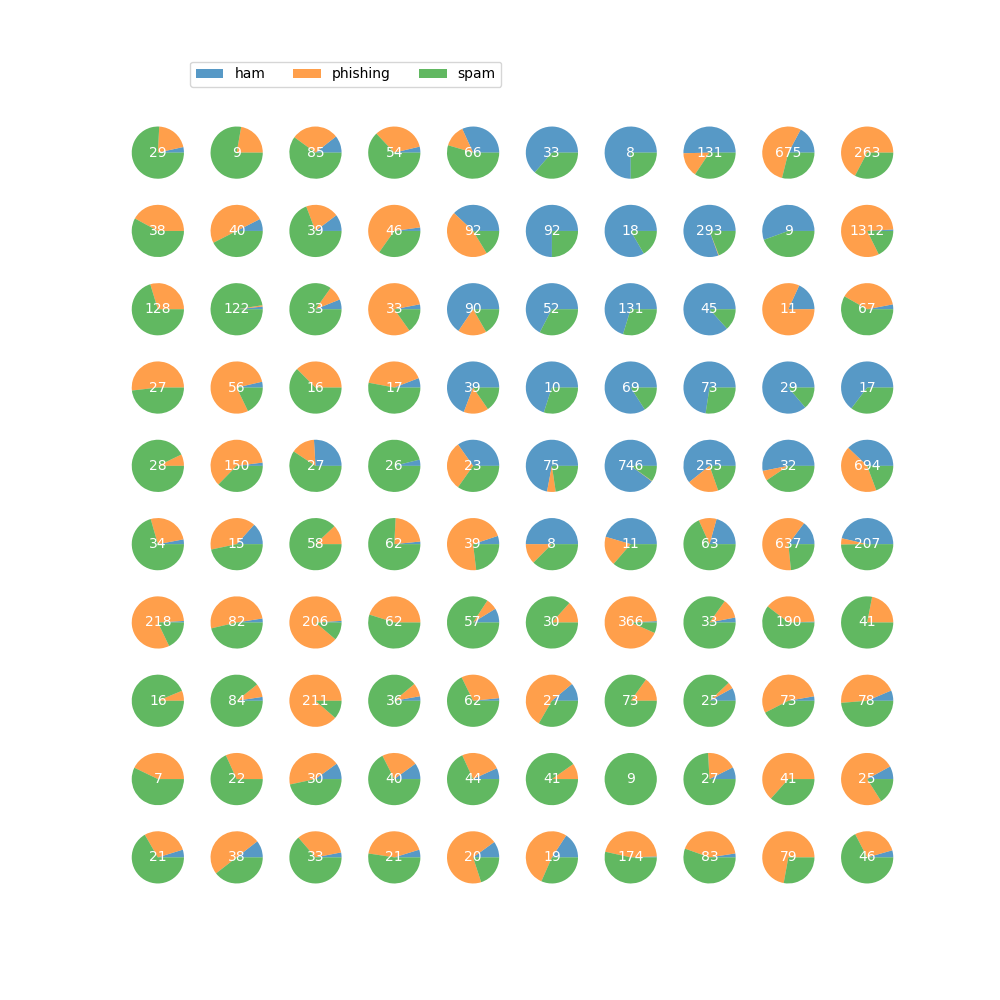 ham phishing spam
29 9 85 54 66 33 8 131 675 263
38 40 39 46 92 92 18 293 9 1312
128 122 33 33 90 52 131 45 11 67
27 56 16 17 39 10 69 73 29 17
28 150 27 26 23 75 746 255 32 694
34 15 58 62 39 8 11 63 637 207
218 82 206 62 57 30 366 33 190 41
16 84 211 36 62 27 73 25 73 78
7 22 30 40 44 41 9 27 41 25
21 38 33 21 20 19 174 83 79 46